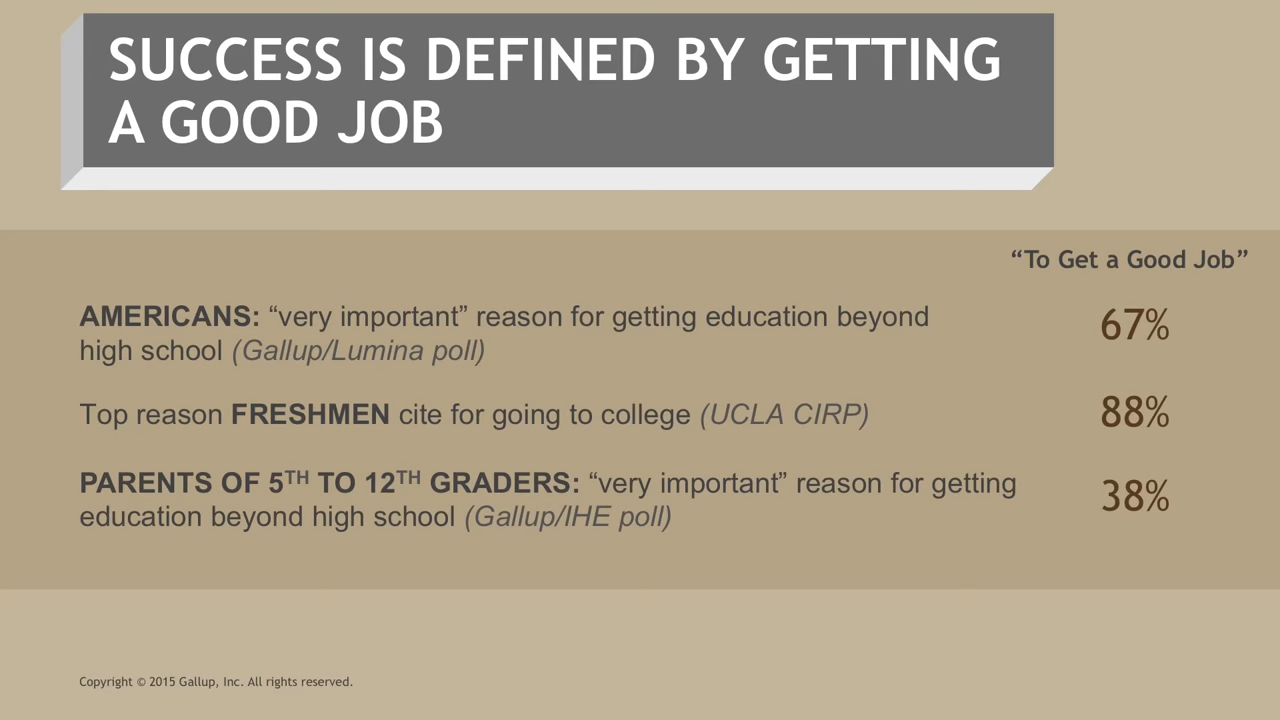 SUCCESS IS DEFINED BY GETTING
A GOOD JOB
“To Get a Good Job”
AMERICANS: “very important” reason for getting education beyond
high school (Gallup/Lumina poll)
67%
Top reason FRESHMEN cite for going to college (UCLA CIRP)
88%
PARENTS OF 5TH TO 12TH GRADERS: “very important” reason for getting
education beyond high school (Gallup/IHE poll)
38%
Copyright © 2015 Gallup, Inc. All rights reserved.